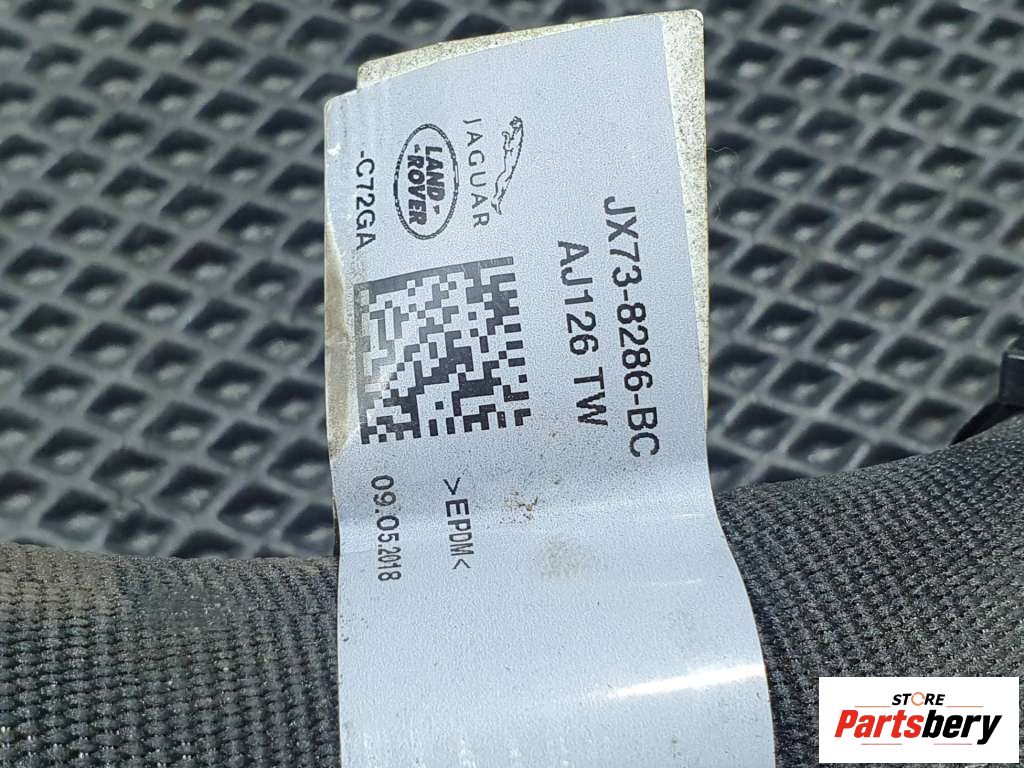 JX73-8286-BC
AJ126 TW
JAGUAR
LAND-
-ROVER
-C72GA
>EPDM<
09.05.2018
STORE
Partsbery